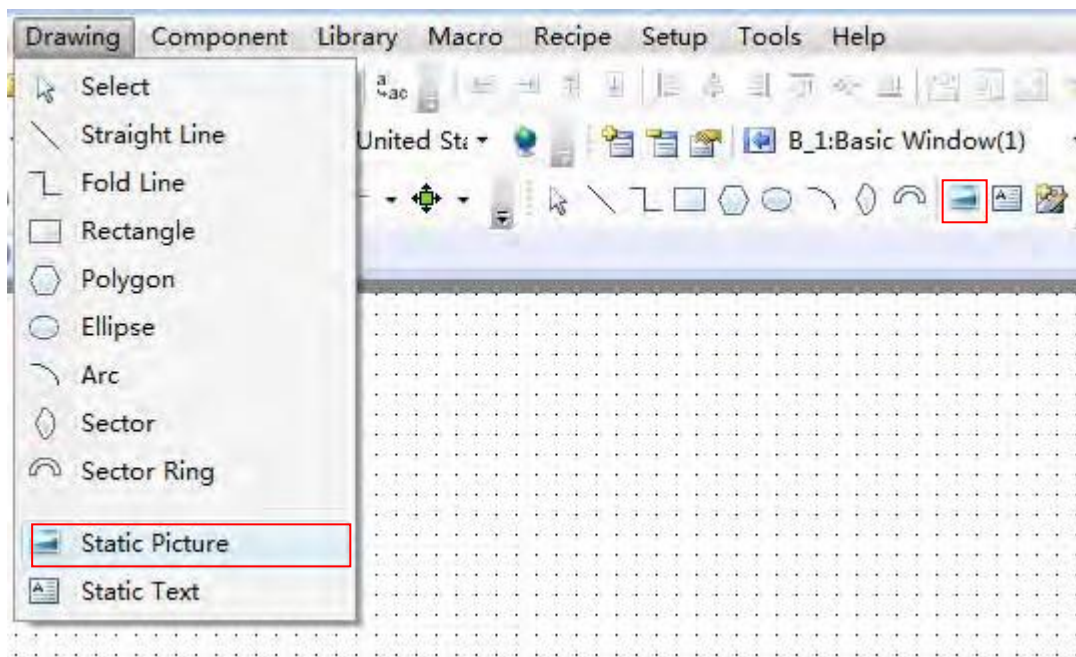 Drawing Component Library Macro Recipe Setup Tools Help
Select
Straight Line United Sta B_1:Basic Window(1)
Fold Line
Rectangle
Polygon
Ellipse
Arc
Sector
Sector Ring
Static Picture
Static Text